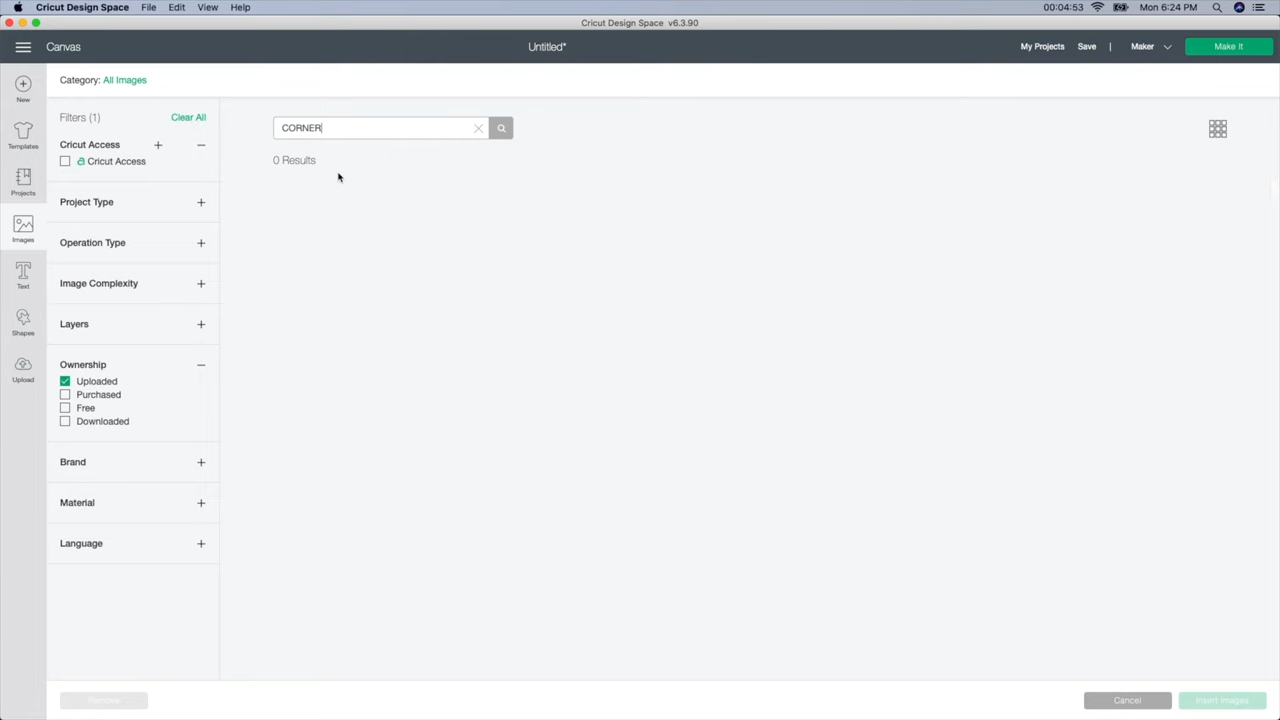 Cricut Design Space File Edit View Help 00:04:53 Mon 6:24 PM
Cricut Design Space v6.3.90
Canvas Untitled* My Projects Save | Maker Make It
New
Templates
Projects
Images
Text
Shapes
Upload
Category: All Images
Filters (1) Clear All
Cricut Access + −
a Cricut Access
Project Type +
Operation Type +
Image Complexity +
Layers +
Ownership −
Uploaded
Purchased
Free
Downloaded
Brand +
Material +
Language +
CORNER
0 Results
Remove Cancel Insert Images